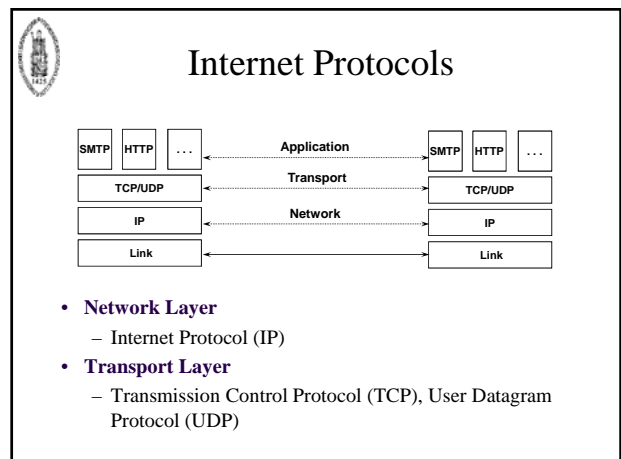 1425
Internet Protocols
SMTP HTTP ... Application SMTP HTTP ...
TCP/UDP Transport TCP/UDP
IP Network IP
Link Link
• Network Layer
– Internet Protocol (IP)
• Transport Layer
– Transmission Control Protocol (TCP), User Datagram
Protocol (UDP)